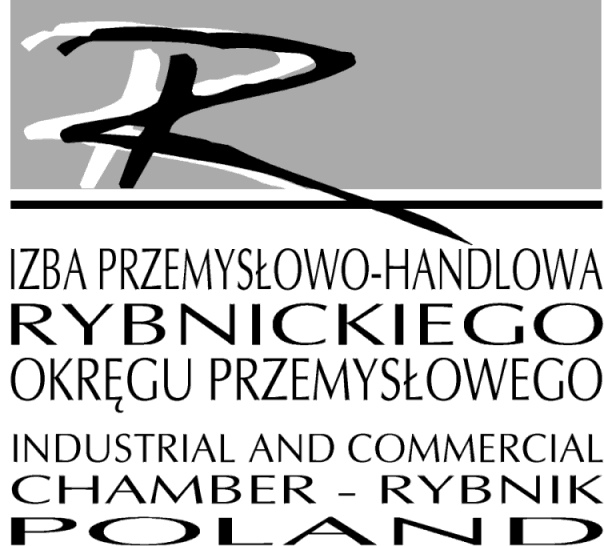 R
IZBA PRZEMYSŁOWO-HANDLOWA
RYBNICKIEGO
OKRĘGU PRZEMYSŁOWEGO
INDUSTRIAL AND COMMERCIAL
CHAMBER - RYBNIK
POLAND